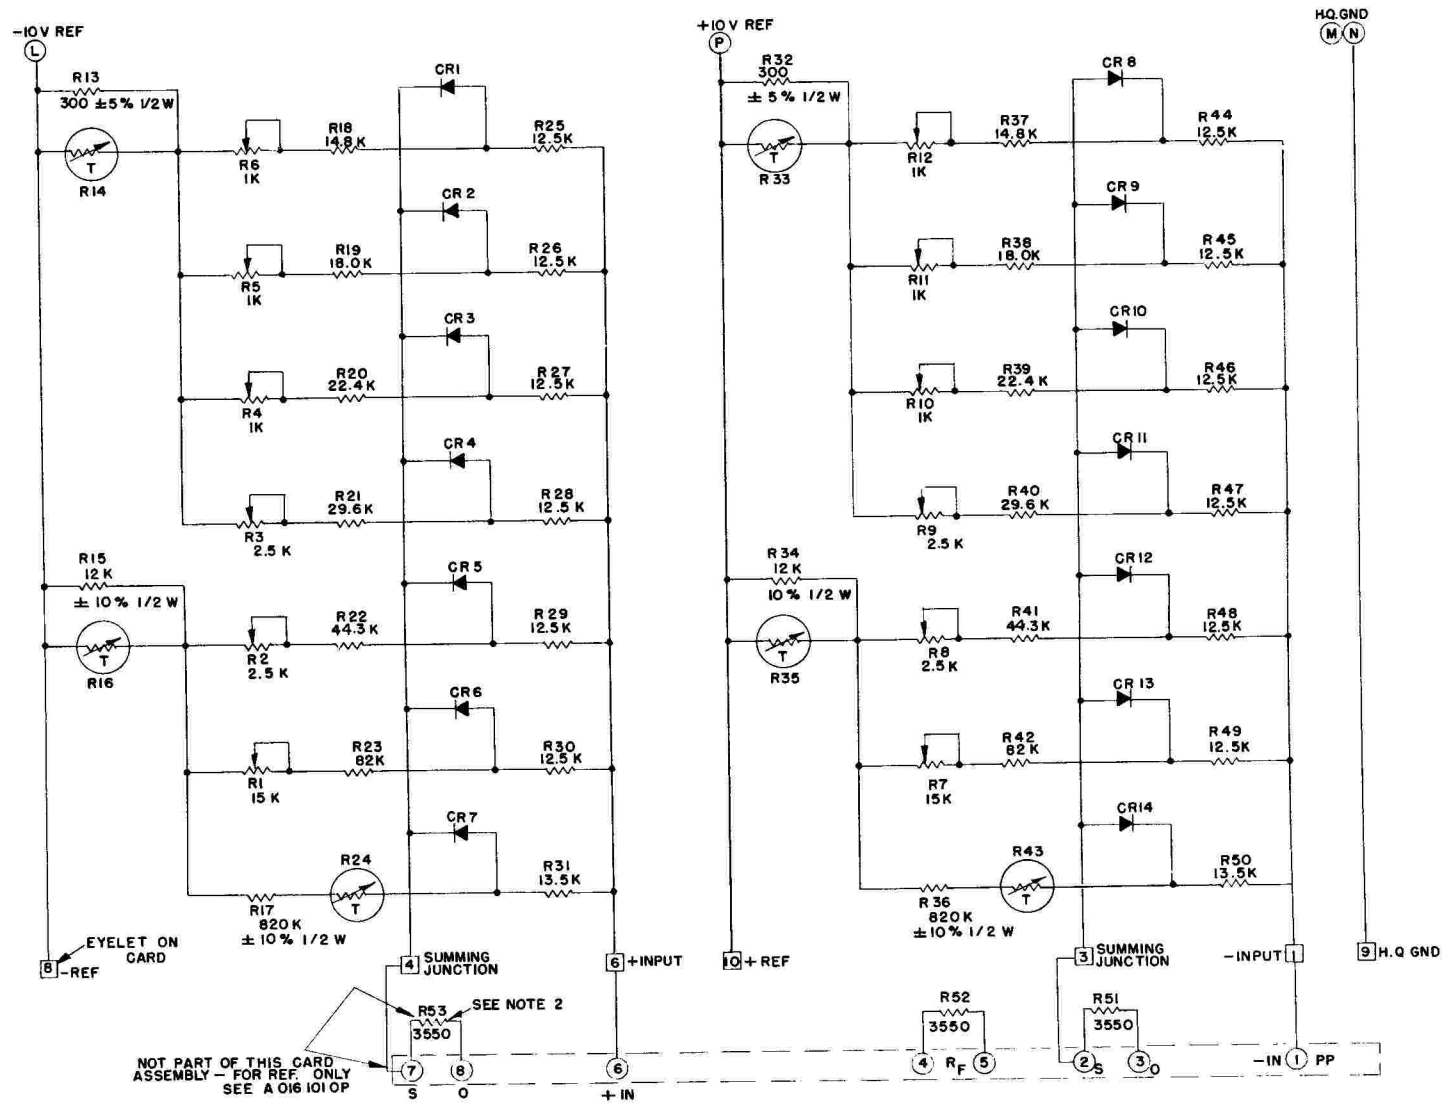 -10V REF
L
R13
300 ±5% 1/2W
T
R14
R6
1K
R18
14.8K
CR1
R25
12.5K
CR2
R5
1K
R19
18.0K
R26
12.5K
CR3
R4
1K
R20
22.4K
R27
12.5K
CR4
R3
2.5K
R21
29.6K
R28
12.5K
R15
12K
± 10% 1/2 W
T
R16
CR5
R2
2.5K
R22
44.3K
R29
12.5K
CR6
R1
15K
R23
82K
R30
12.5K
CR7
R17
820K
± 10% 1/2 W
R24
T
R31
13.5K
EYELET ON
CARD
8 -REF
4 SUMMING
JUNCTION
6 +INPUT
R53
3550
SEE NOTE 2
NOT PART OF THIS CARD
ASSEMBLY - FOR REF. ONLY
SEE A 016 101 0P
7
S
8
O
6
+ IN
+10V REF
P
R32
300
± 5% 1/2W
T
R33
R12
1K
R37
14.8K
CR8
R44
12.5K
CR9
R11
1K
R38
18.0K
R45
12.5K
CR10
R10
1K
R39
22.4K
R46
12.5K
CR11
R9
2.5K
R40
29.6K
R47
12.5K
R34
12K
10% 1/2W
T
R35
CR12
R8
2.5K
R41
44.3K
R48
12.5K
CR13
R7
15K
R42
82K
R49
12.5K
CR14
R36
820K
±10% 1/2W
R43
T
R50
13.5K
10 + REF
3 SUMMING
JUNCTION
-INPUT 1
R52
3550
4 RF 5
R51
3550
2 S
3 O
-IN 1 PP
H.Q.GND
M N
9 H.Q GND